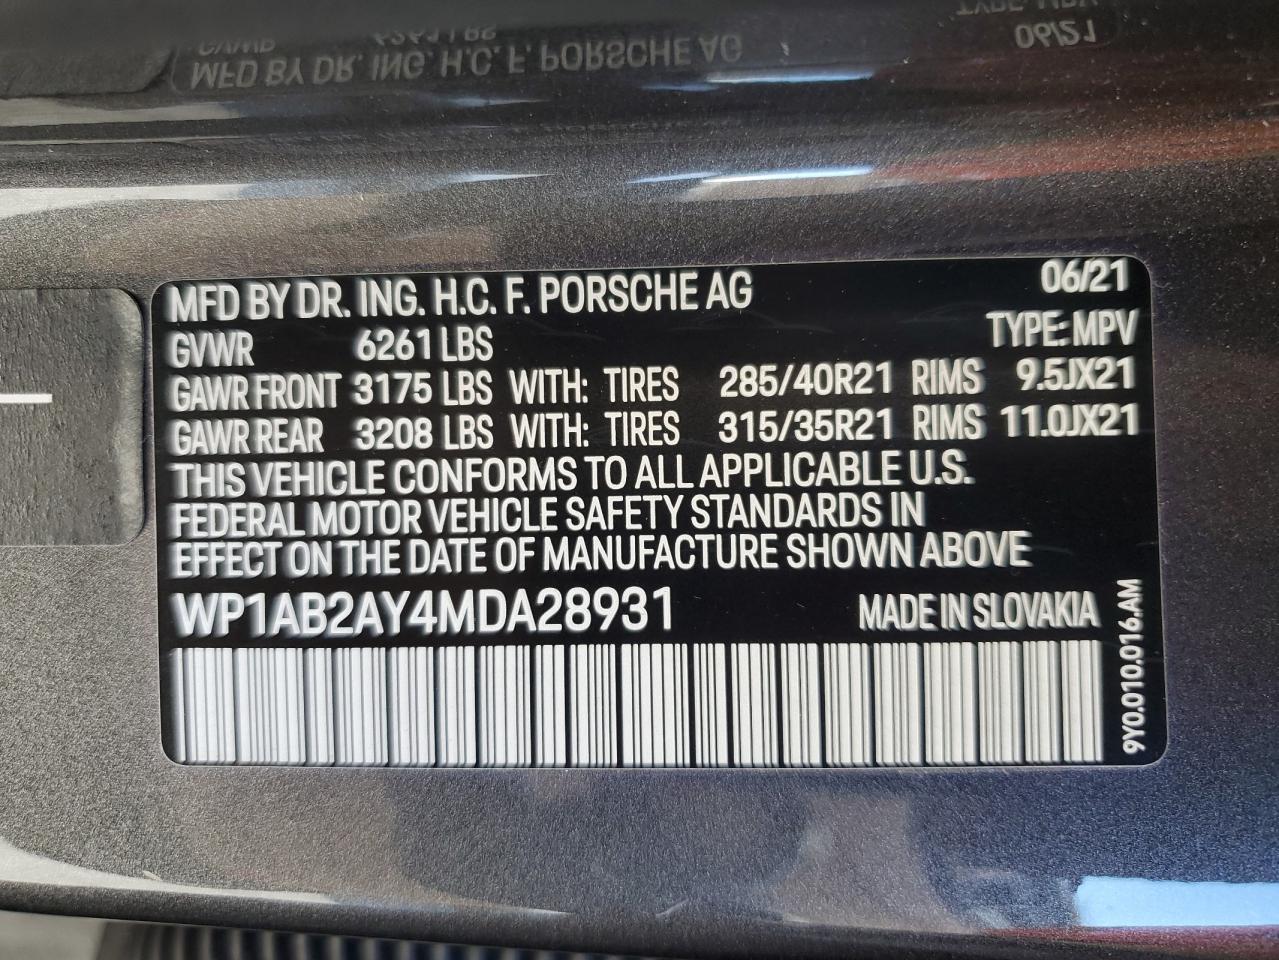 MFD BY DR. ING. H.C. F. PORSCHE AG 06/21
GVWR 6261 LBS TYPE: MPV
GAWR FRONT 3175 LBS WITH: TIRES 285/40R21 RIMS 9.5JX21
GAWR REAR 3208 LBS WITH: TIRES 315/35R21 RIMS 11.0JX21
THIS VEHICLE CONFORMS TO ALL APPLICABLE U.S.
FEDERAL MOTOR VEHICLE SAFETY STANDARDS IN
EFFECT ON THE DATE OF MANUFACTURE SHOWN ABOVE
WP1AB2AY4MDA28931 MADE IN SLOVAKIA
9Y0.010.016.AM